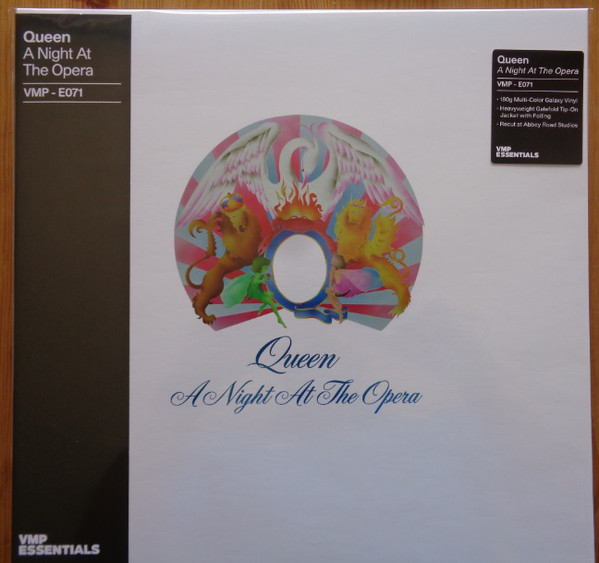 Queen
A Night At
The Opera
VMP - E071
Queen
A Night At The Opera
VMP - E071
• 180g Multi-Color Galaxy Vinyl
• Heavyweight Gatefold Tip-On
Jacket with Foiling
• Recut at Abbey Road Studios
VMP
ESSENTIALS
Queen
A Night At The Opera
VMP
ESSENTIALS